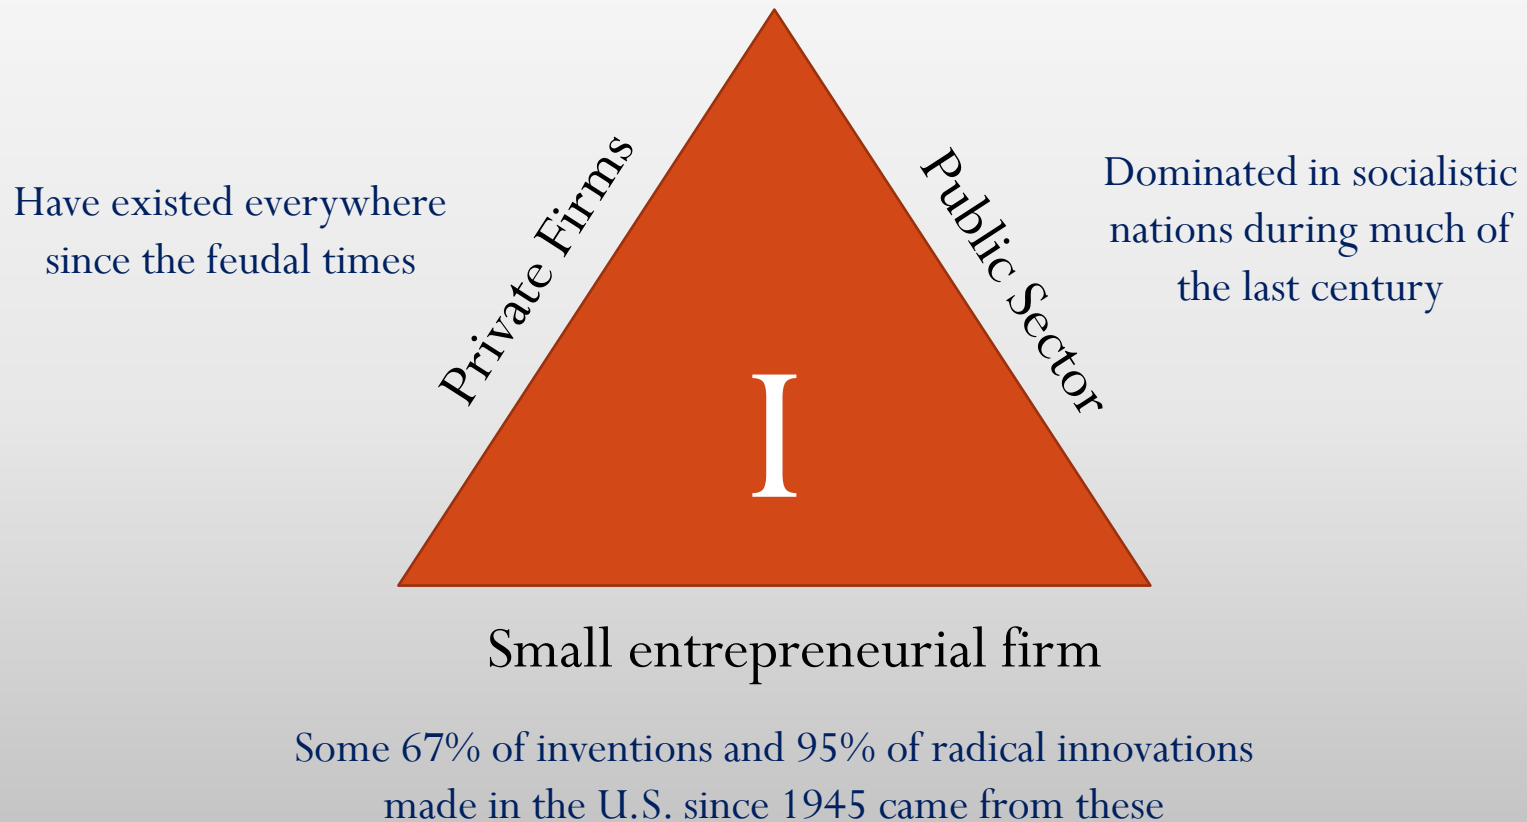 Have existed everywhere
since the feudal times
Private Firms
Public Sector
Dominated in socialistic
nations during much of
the last century
I
Small entrepreneurial firm
Some 67% of inventions and 95% of radical innovations
made in the U.S. since 1945 came from these